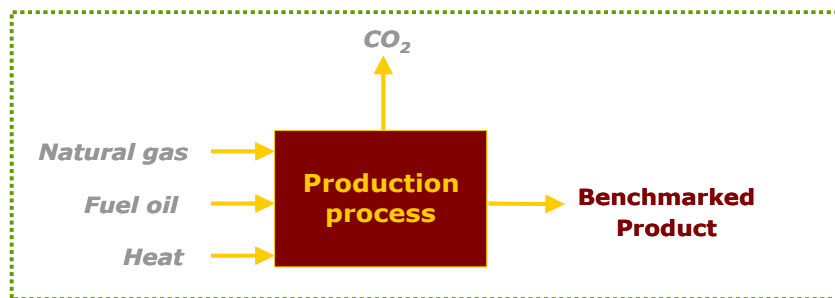 CO₂
Natural gas
Fuel oil
Heat
Production
process
Benchmarked
Product